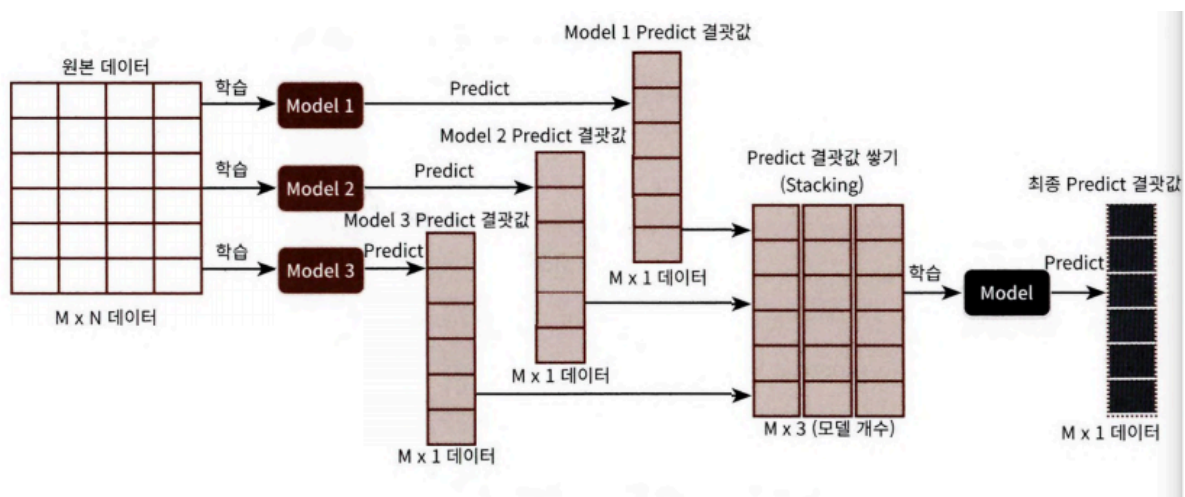 Model 1 Predict 결괏값
원본 데이터
학습
Model 1
Predict
Model 2 Predict 결괏값
학습
Model 2
Predict
Model 3 Predict 결괏값
학습
Model 3
Predict
M x N 데이터
M x 1 데이터
M x 1 데이터
M x 1 데이터
Predict 결괏값 쌓기
(Stacking)
M x 3 (모델 개수)
학습
Model
Predict
최종 Predict 결괏값
M x 1 데이터